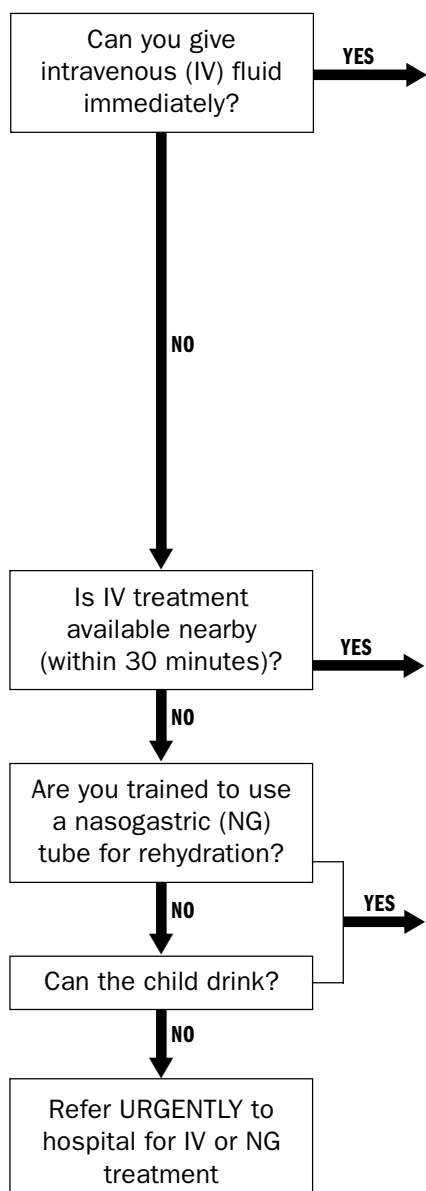 Can you give
intravenous (IV) fluid
immediately?
YES
NO
Is IV treatment
available nearby
(within 30 minutes)?
YES
NO
Are you trained to use
a nasogastric (NG)
tube for rehydration?
YES
NO
Can the child drink?
NO
Refer URGENTLY to
hospital for IV or NG
treatment